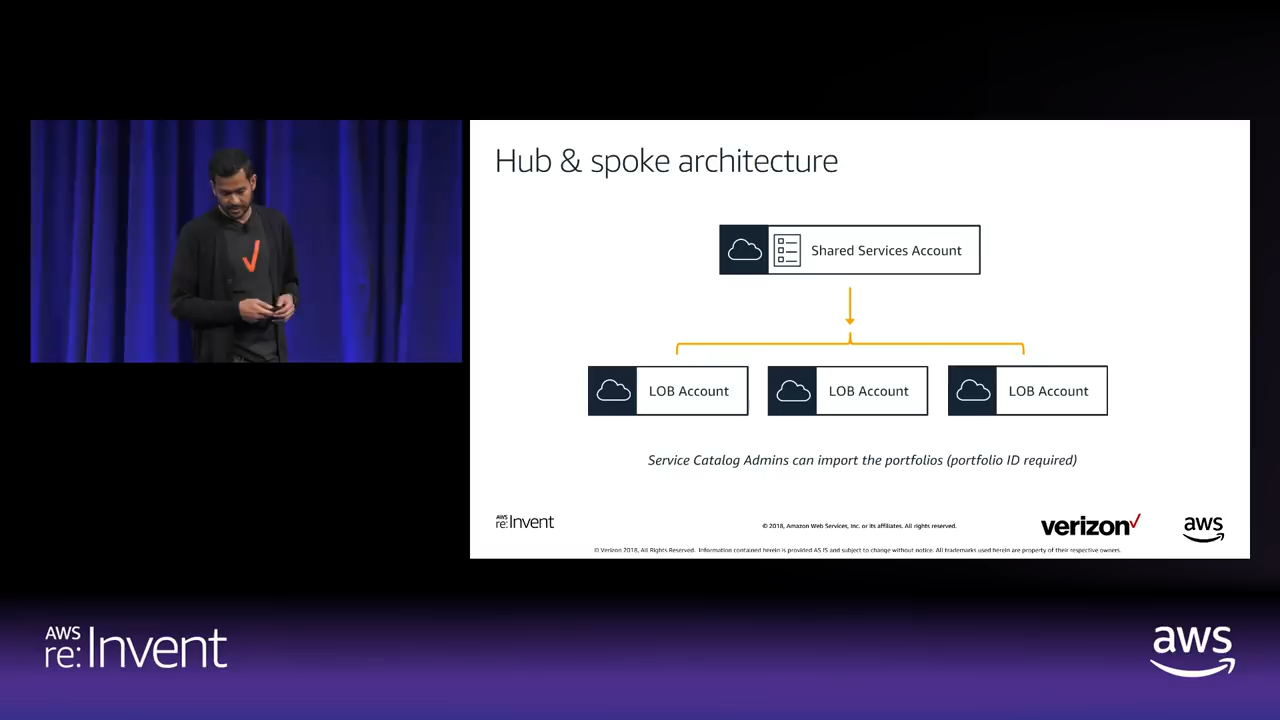 Hub & spoke architecture
Shared Services Account
LOB Account
LOB Account
LOB Account
Service Catalog Admins can import the portfolios (portfolio ID required)
AWS
re:Invent
© 2018, Amazon Web Services, Inc. or its affiliates. All rights reserved.
verizon
aws
© Verizon 2018, All Rights Reserved. Information contained herein is provided AS IS and subject to change without notice. All trademarks used herein are property of their respective owners.
AWS
re:Invent
aws